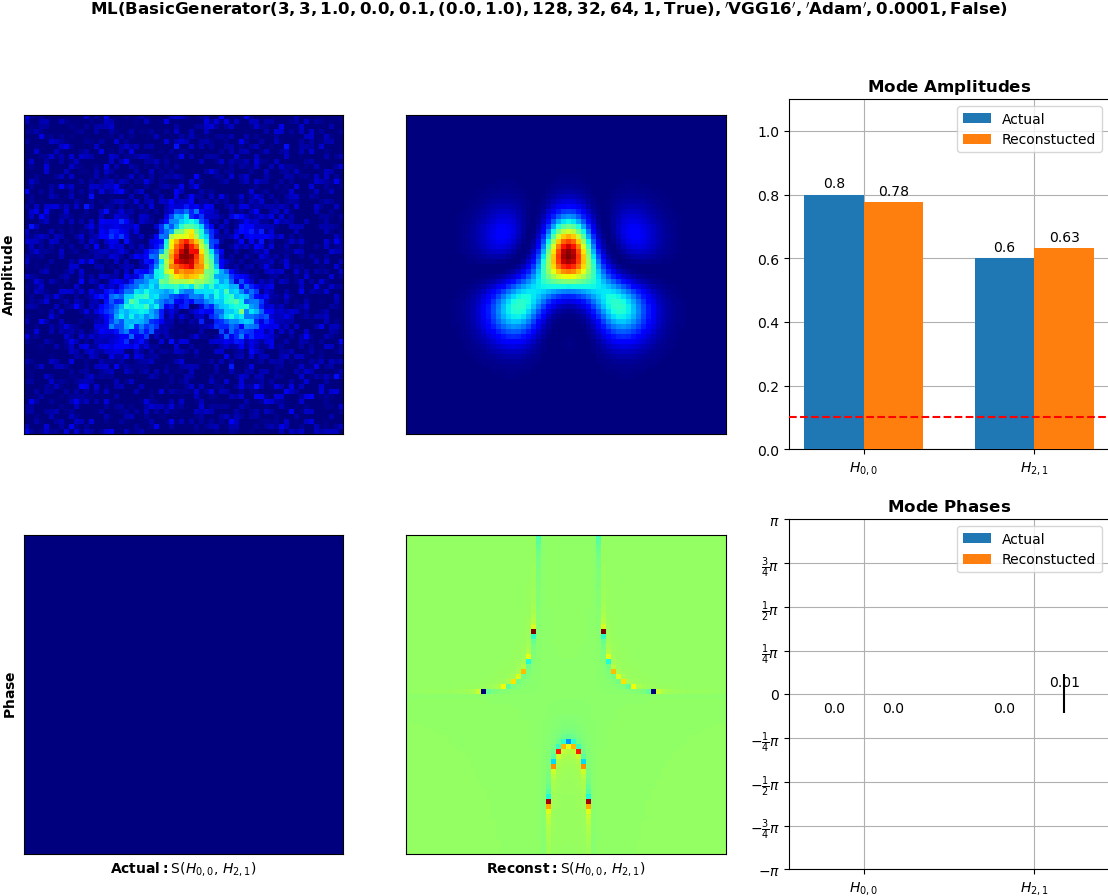 ML(BasicGenerator(3, 3, 1.0, 0.0, 0.1, (0.0, 1.0), 128, 32, 64, 1, True), ′VGG16′, ′Adam′, 0.0001, False)
Amplitude
Mode Amplitudes
Actual
Reconstucted
1.0
0.8
0.6
0.4
0.2
0.0
0.8
0.78
0.6
0.63
H0,0
H2,1
Phase
Actual: S(H0,0, H2,1)
Reconst: S(H0,0, H2,1)
Mode Phases
Actual
Reconstucted
π
3/4π
1/2π
1/4π
0
−1/4π
−1/2π
−3/4π
−π
0.0
0.0
0.0
0.01
H0,0
H2,1